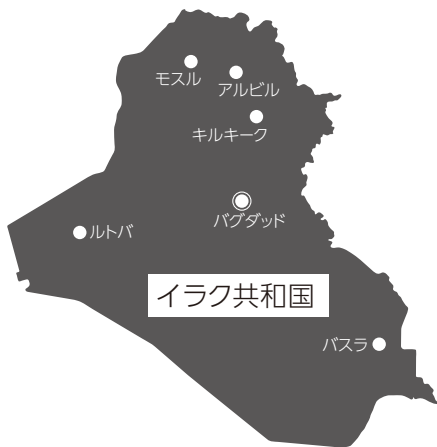 モスル
アルビル
キルキーク
バグダッド
ルトバ
イラク共和国
バスラ